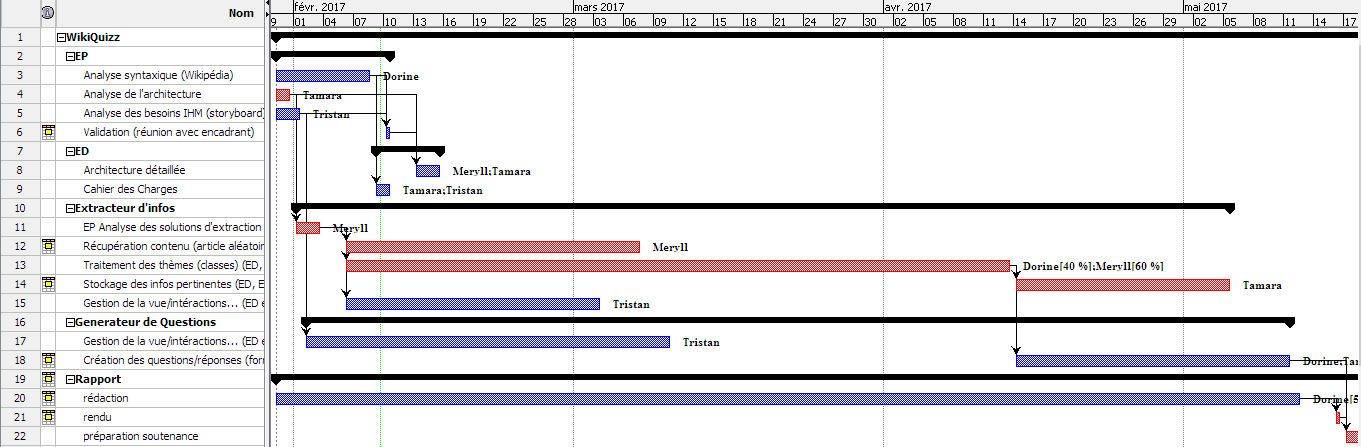 Nom
févr. 2017 mars 2017 avr. 2017 mai 2017
9 01 04 07 10 13 16 19 22 25 28 03 06 09 12 15 18 21 24 27 30 02 05 08 11 14 17 20 23 26 29 02 05 08 11 14 17
1 WikiQuizz
2 EP
3 Analyse syntaxique (Wikipédia) Dorine
4 Analyse de l'architecture Tamara
5 Analyse des besoins IHM (storyboard) Tristan
6 Validation (réunion avec encadrant)
7 ED
8 Architecture détaillée Meryll;Tamara
9 Cahier des Charges Tamara;Tristan
10 Extracteur d'infos
11 EP Analyse des solutions d'extraction Meryll
12 Récupération contenu (article aléatoir Meryll
13 Traitement des thèmes (classes) (ED, Dorine[40 %];Meryll[60 %]
14 Stockage des infos pertinentes (ED, E Tamara
15 Gestion de la vue/intéractions... (ED e Tristan
16 Generateur de Questions
17 Gestion de la vue/intéractions... (ED e Tristan
18 Création des questions/réponses (for Dorine;Tar
19 Rapport
20 rédaction Dorine[5
21 rendu
22 préparation soutenance